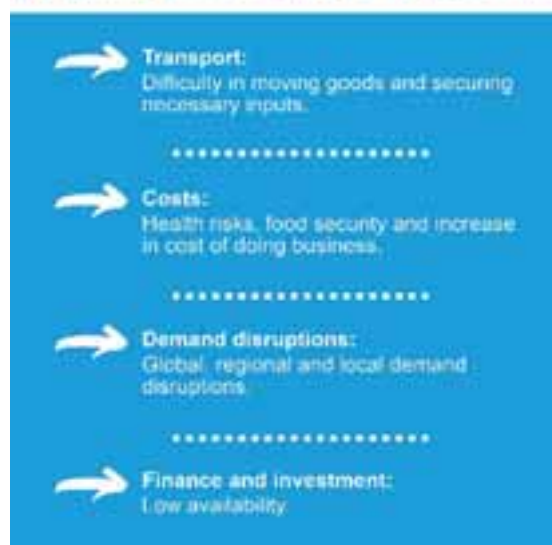 Transport:
Difficulty in moving goods and securing
necessary inputs.
Costs:
Health risks, food security and increase
in cost of doing business.
Demand disruptions:
Global, regional and local demand
disruptions.
Finance and investment:
Low availability.